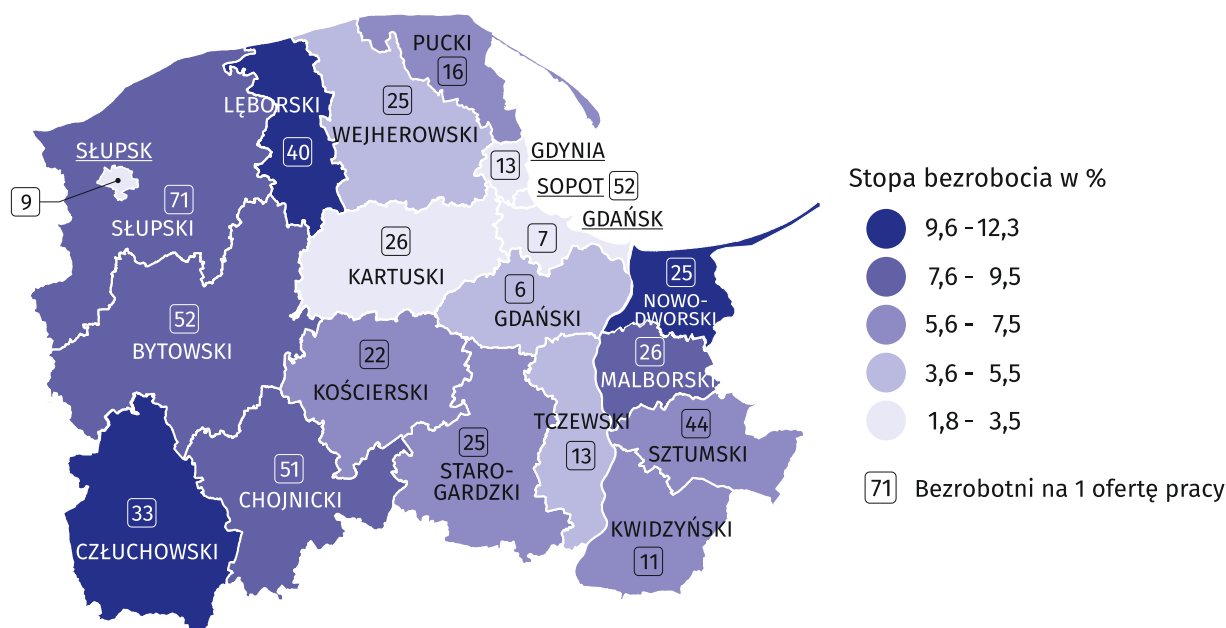 PUCKI
16
LĘBORSKI
40
25
WEJHEROWSKI
SŁUPSK
9
71
SŁUPSKI
13
GDYNIA
SOPOT 52
GDAŃSK
7
26
KARTUSKI
6
GDAŃSKI
25
NOWO-
DWORSKI
52
BYTOWSKI
22
KOŚCIERSKI
26
MALBORSKI
TCZEWSKI
13
44
SZTUMSKI
25
STARO-
GARDZKI
51
CHOJNICKI
33
CZŁUCHOWSKI
KWIDZYŃSKI
11
Stopa bezrobocia w %
9,6 - 12,3
7,6 - 9,5
5,6 - 7,5
3,6 - 5,5
1,8 - 3,5
71 Bezrobotni na 1 ofertę pracy